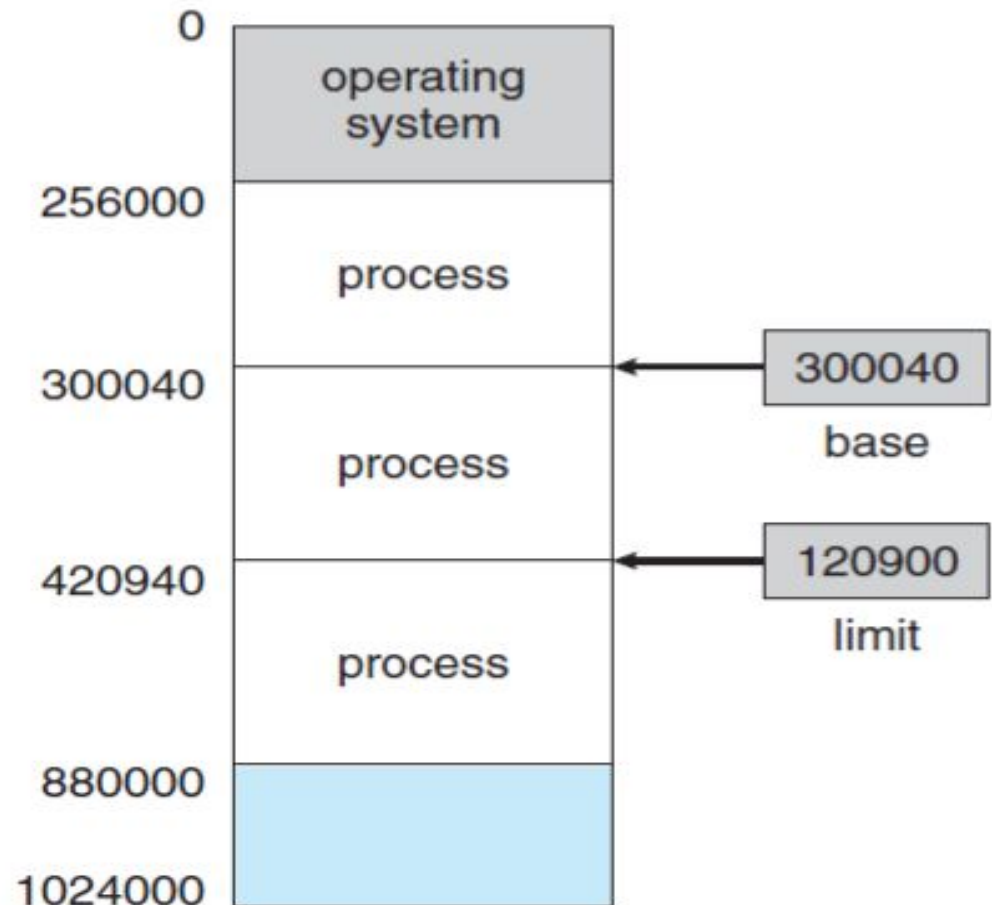 0
operating
system
256000
process
300040
300040
base
process
420940
120900
limit
process
880000
1024000